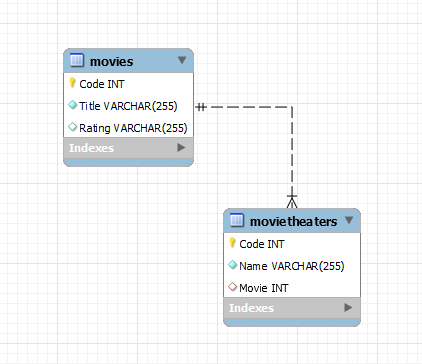 movies
Code INT
Title VARCHAR(255)
Rating VARCHAR(255)
Indexes
movietheaters
Code INT
Name VARCHAR(255)
Movie INT
Indexes